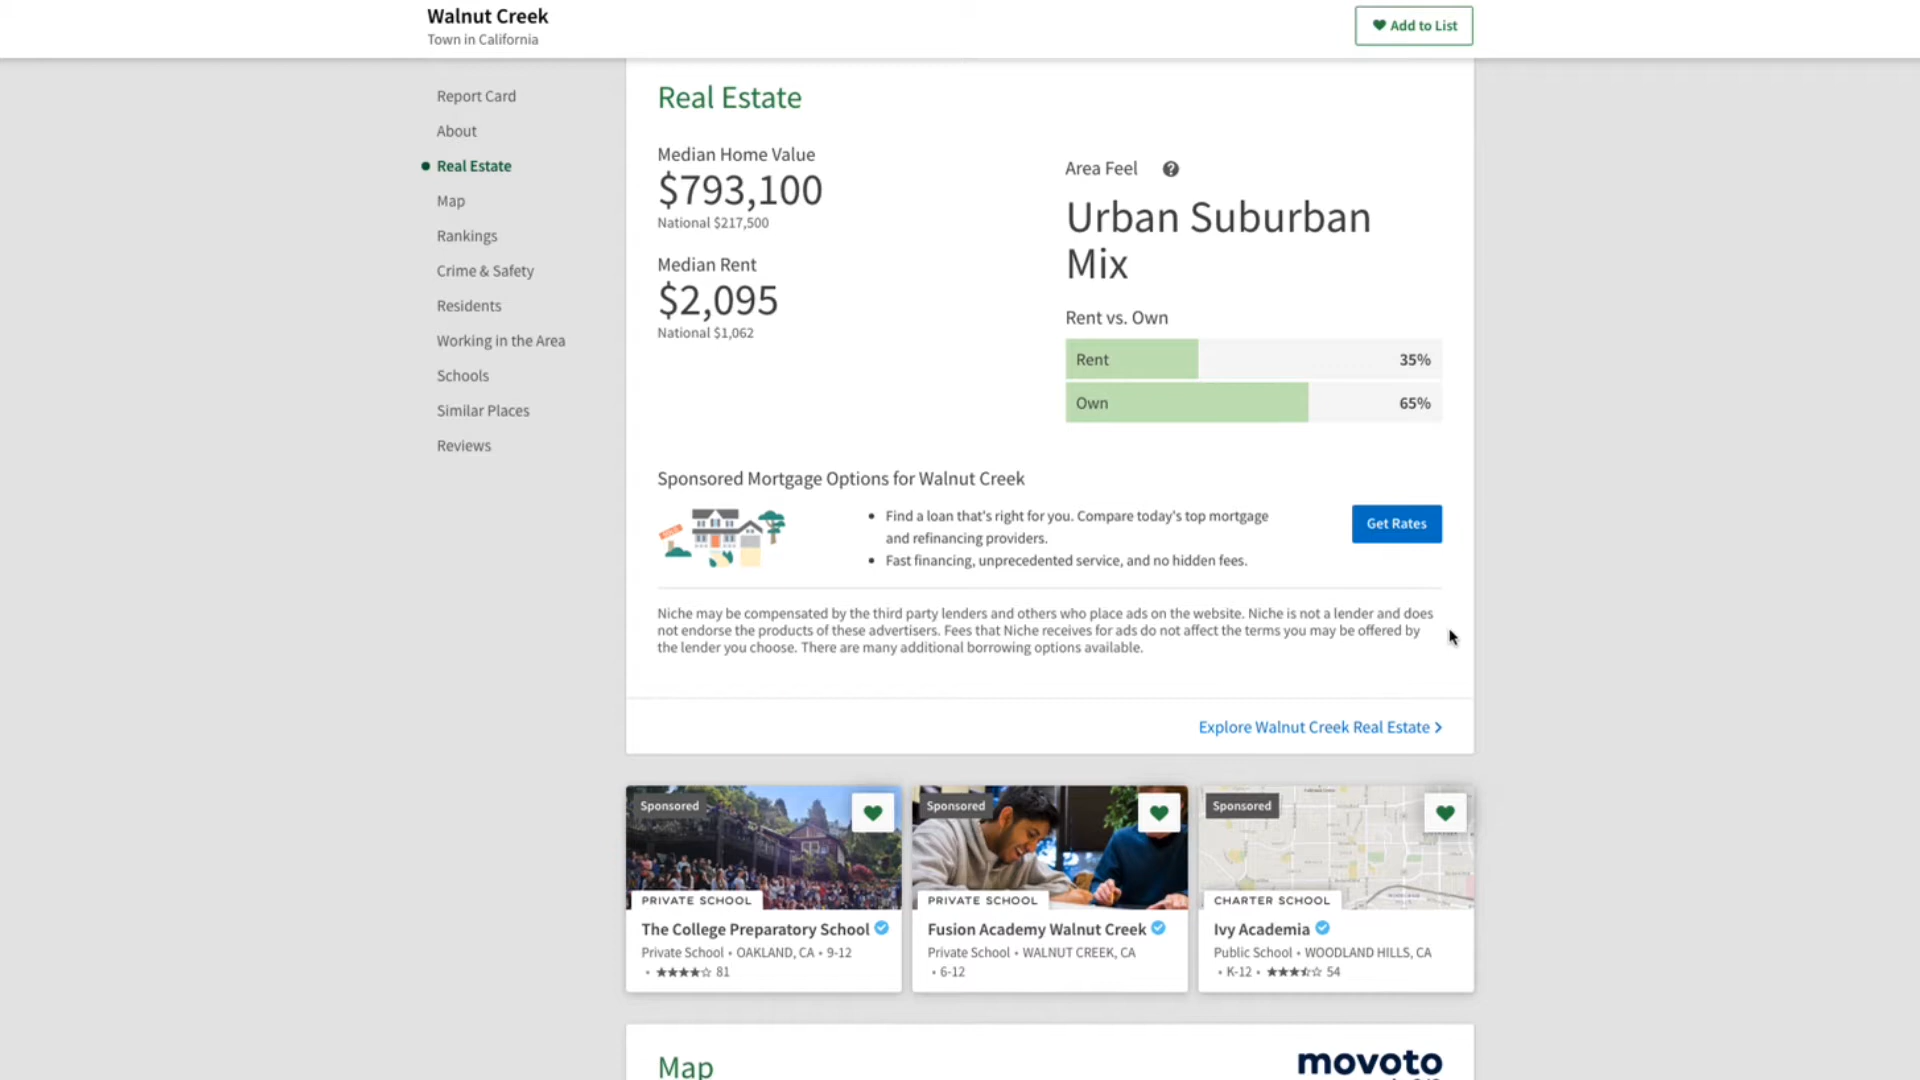 Walnut Creek
Town in California
Add to List
Report Card
About
Real Estate
Map
Rankings
Crime & Safety
Residents
Working in the Area
Schools
Similar Places
Reviews
Real Estate
Median Home Value
$793,100
National $217,500
Median Rent
$2,095
National $1,062
Area Feel ?
Urban Suburban
Mix
Rent vs. Own
Rent 35%
Own 65%
Sponsored Mortgage Options for Walnut Creek
• Find a loan that's right for you. Compare today's top mortgage
and refinancing providers.
• Fast financing, unprecedented service, and no hidden fees.
Get Rates
Niche may be compensated by the third party lenders and others who place ads on the website. Niche is not a lender and does
not endorse the products of these advertisers. Fees that Niche receives for ads do not affect the terms you may be offered by
the lender you choose. There are many additional borrowing options available.
Explore Walnut Creek Real Estate >
Sponsored
PRIVATE SCHOOL
The College Preparatory School
Private School • OAKLAND, CA • 9-12
• ★★★★☆ 81
Sponsored
PRIVATE SCHOOL
Fusion Academy Walnut Creek
Private School • WALNUT CREEK, CA
• 6-12
Sponsored
CHARTER SCHOOL
Ivy Academia
Public School • WOODLAND HILLS, CA
• K-12 • 54
Map
movoto